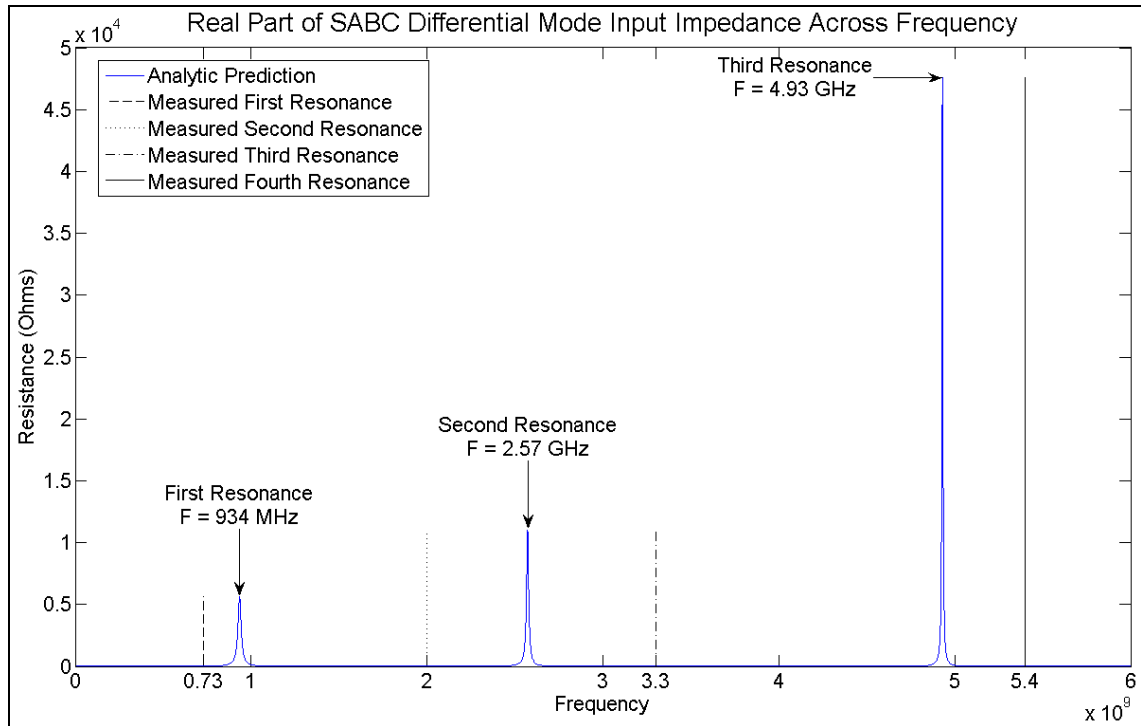 Real Part of SABC Differential Mode Input Impedance Across Frequency
x 10^4
Analytic Prediction
Measured First Resonance
Measured Second Resonance
Measured Third Resonance
Measured Fourth Resonance
Third Resonance
F = 4.93 GHz
Second Resonance
F = 2.57 GHz
First Resonance
F = 934 MHz
Resistance (Ohms)
5
4.5
4
3.5
3
2.5
2
1.5
1
0.5
0
0 0.73 1 2 3 3.3 4 5 5.4 6
Frequency
x 10^9